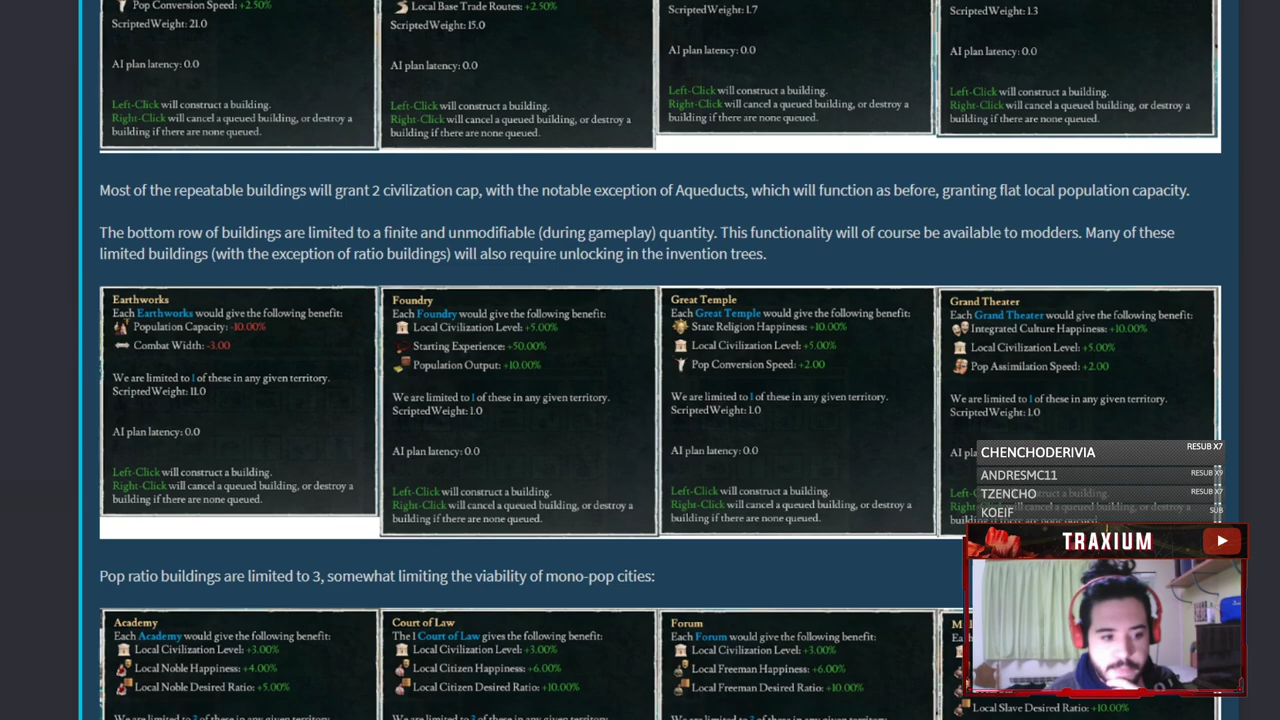 Pop Conversion Speed: +2.50%
ScriptedWeight: 21.0
AI plan latency: 0.0
Left-Click will construct a building.
Right-Click will cancel a queued building, or destroy a
building if there are none queued.
Local Base Trade Routes: +2.50%
ScriptedWeight: 15.0
AI plan latency: 0.0
Left-Click will construct a building.
Right-Click will cancel a queued building, or destroy a
building if there are none queued.
ScriptedWeight: 1.7
AI plan latency: 0.0
Left-Click will construct a building.
Right-Click will cancel a queued building, or destroy a
building if there are none queued.
ScriptedWeight: 1.3
AI plan latency: 0.0
Left-Click will construct a building.
Right-Click will cancel a queued building, or destroy a
building if there are none queued.
Most of the repeatable buildings will grant 2 civilization cap, with the notable exception of Aqueducts, which will function as before, granting flat local population capacity.
The bottom row of buildings are limited to a finite and unmodifiable (during gameplay) quantity. This functionality will of course be available to modders. Many of these
limited buildings (with the exception of ratio buildings) will also require unlocking in the invention trees.
Earthworks
Each Earthworks would give the following benefit:
Population Capacity: -10.00%
Combat Width: -3.00
We are limited to 1 of these in any given territory.
ScriptedWeight: 11.0
AI plan latency: 0.0
Left-Click will construct a building.
Right-Click will cancel a queued building, or destroy a
building if there are none queued.
Foundry
Each Foundry would give the following benefit:
Local Civilization Level: +5.00%
Starting Experience: +50.00%
Population Output: +10.00%
We are limited to 1 of these in any given territory.
ScriptedWeight: 1.0
AI plan latency: 0.0
Left-Click will construct a building.
Right-Click will cancel a queued building, or destroy a
building if there are none queued.
Great Temple
Each Great Temple would give the following benefit:
State Religion Happiness: +10.00%
Local Civilization Level: +5.00%
Pop Conversion Speed: +2.00
We are limited to 1 of these in any given territory.
ScriptedWeight: 1.0
AI plan latency: 0.0
Left-Click will construct a building.
Right-Click will cancel a queued building, or destroy a
building if there are none queued.
Grand Theater
Each Grand Theater would give the following benefit:
Integrated Culture Happiness: +10.00%
Local Civilization Level: +5.00%
Pop Assimilation Speed: +2.00
We are limited to 1 of these in any given territory.
ScriptedWeight: 1.0
AI pla
CHENCHODERIVIA RESUB X7
ANDRESMC11 RESUB X9
TZENCHO RESUB X7
KOEIF SUB
TRAXIUM
Pop ratio buildings are limited to 3, somewhat limiting the viability of mono-pop cities:
Academy
Each Academy would give the following benefit:
Local Civilization Level: +3.00%
Local Noble Happiness: +4.00%
Local Noble Desired Ratio: +5.00%
Court of Law
The 1 Court of Law gives the following benefit:
Local Civilization Level: +3.00%
Local Citizen Happiness: +6.00%
Local Citizen Desired Ratio: +10.00%
Forum
Each Forum would give the following benefit:
Local Civilization Level: +3.00%
Local Freeman Happiness: +6.00%
Local Freeman Desired Ratio: +10.00%
Local Slave Desired Ratio: +10.00%